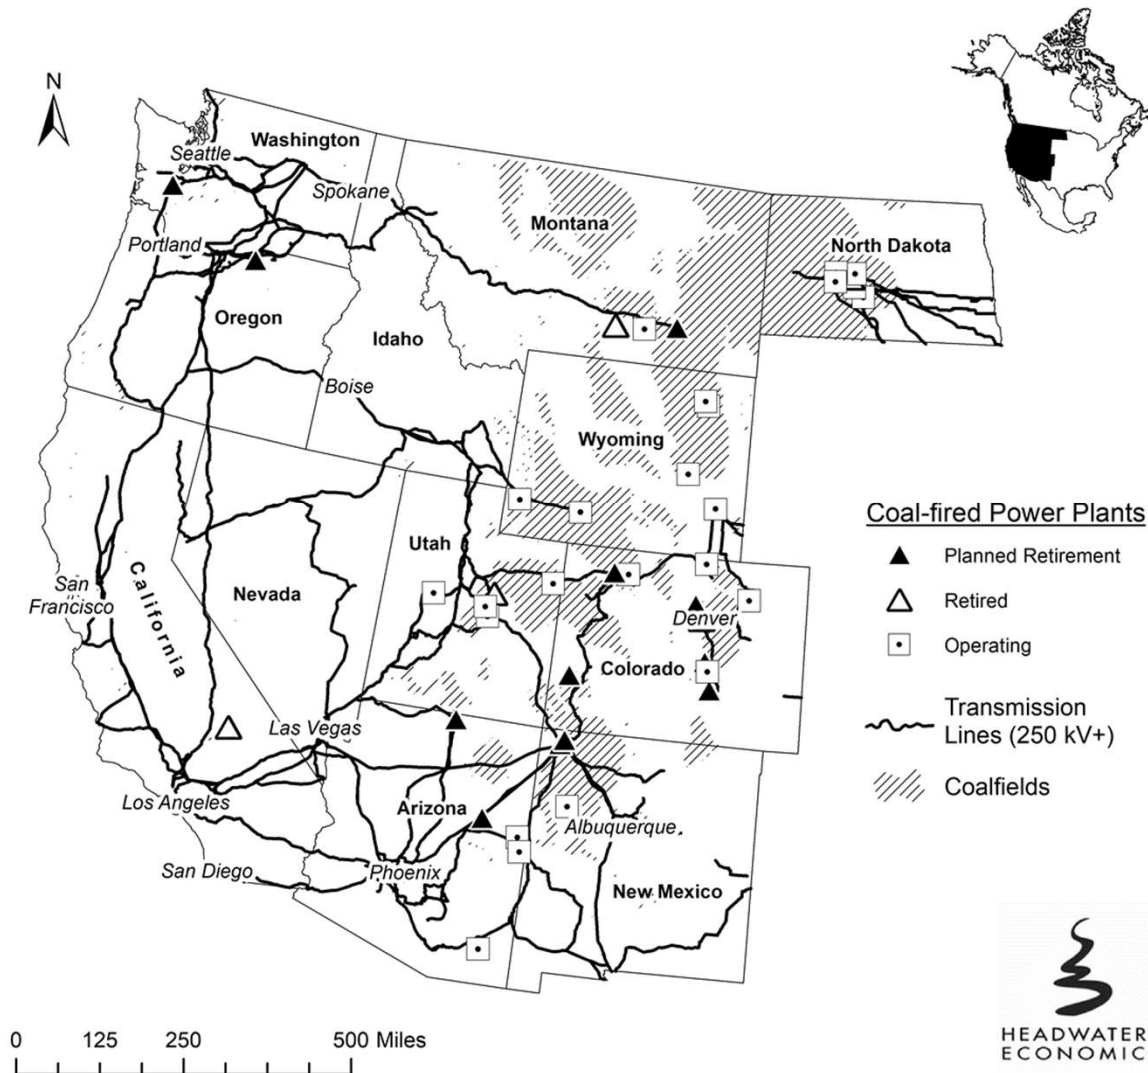 N
Washington
Seattle
Spokane
Montana
North Dakota
Portland
Oregon
Idaho
Boise
Wyoming
Coal-fired Power Plants
Planned Retirement
Retired
Operating
Transmission
Lines (250 kV+)
Coalfields
Utah
San
Francisco
California
Nevada
Denver
Colorado
Las Vegas
Los Angeles
Arizona
Albuquerque
San Diego
Phoenix
New Mexico
0 125 250 500 Miles
HEADWATER
ECONOMIC